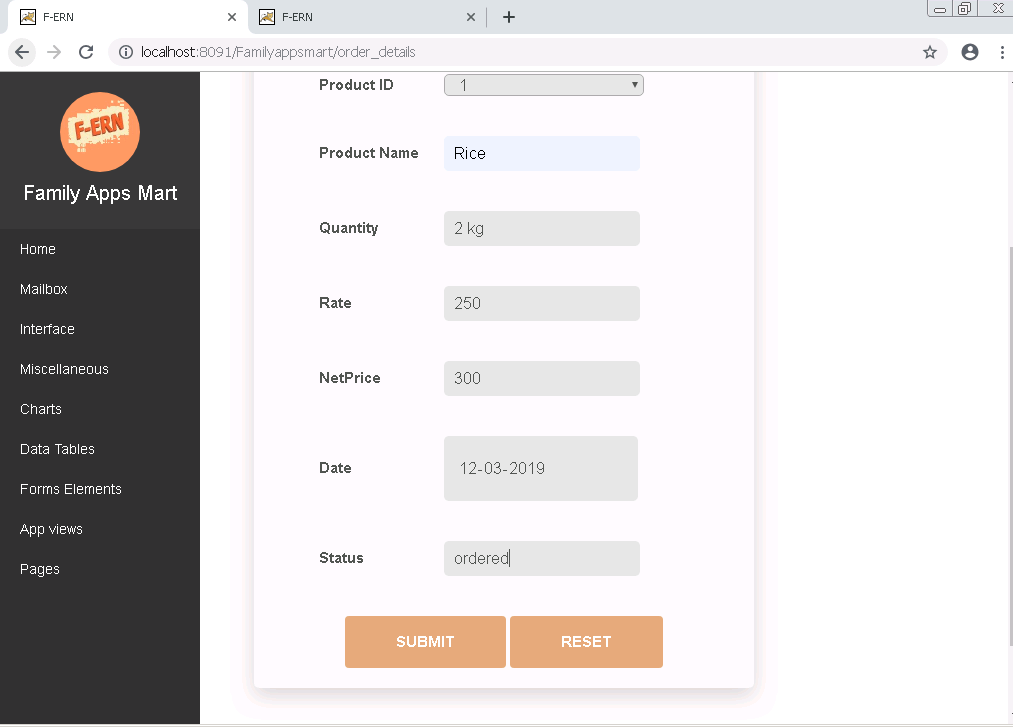 F-ERN
F-ERN
localhost:8091/Familyappsmart/order_details
F-ERN
Family Apps Mart
Home
Mailbox
Interface
Miscellaneous
Charts
Data Tables
Forms Elements
App views
Pages
Product ID 1
Product Name Rice
Quantity 2 kg
Rate 250
NetPrice 300
Date 12-03-2019
Status ordered
SUBMIT RESET